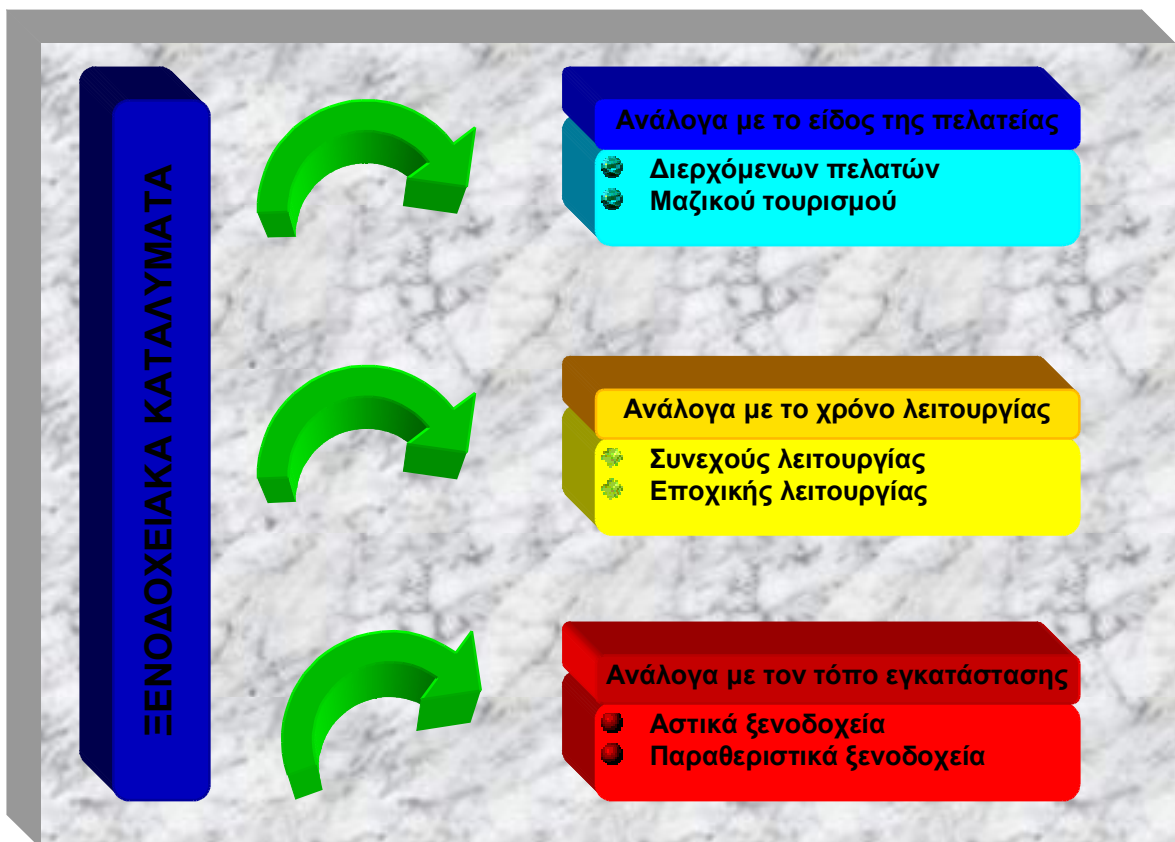 ΞΕΝΟΔΟΧΕΙΑΚΑ ΚΑΤΑΛΥΜΑΤΑ
Ανάλογα με το είδος της πελατείας
Διερχόμενων πελατών
Μαζικού τουρισμού
Ανάλογα με το χρόνο λειτουργίας
Συνεχούς λειτουργίας
Εποχικής λειτουργίας
Ανάλογα με τον τόπο εγκατάστασης
Αστικά ξενοδοχεία
Παραθεριστικά ξενοδοχεία